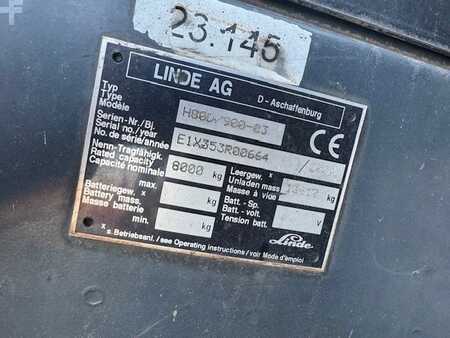 23.145
LINDE AG
D - Aschaffenburg
Typ
Type
Modèle
H80D/900-03
Serien-Nr./Bj.
Serial no./year
No. de série/année
E1X353R00664 /
CE
Nenn-Tragfähigk.
Rated capacity
Capacité nominale
8000 kg
Leergew. x
Unladen mass
Masse à vide
kg
Batteriegew. x
Battery mass.
Masse batterie
max. kg
min. kg
Batt. - Sp.
Batt. - volt.
Tension batt.
V
Linde
x s. Betriebsanl. / see Operating instructions / voir Mode d'emploi